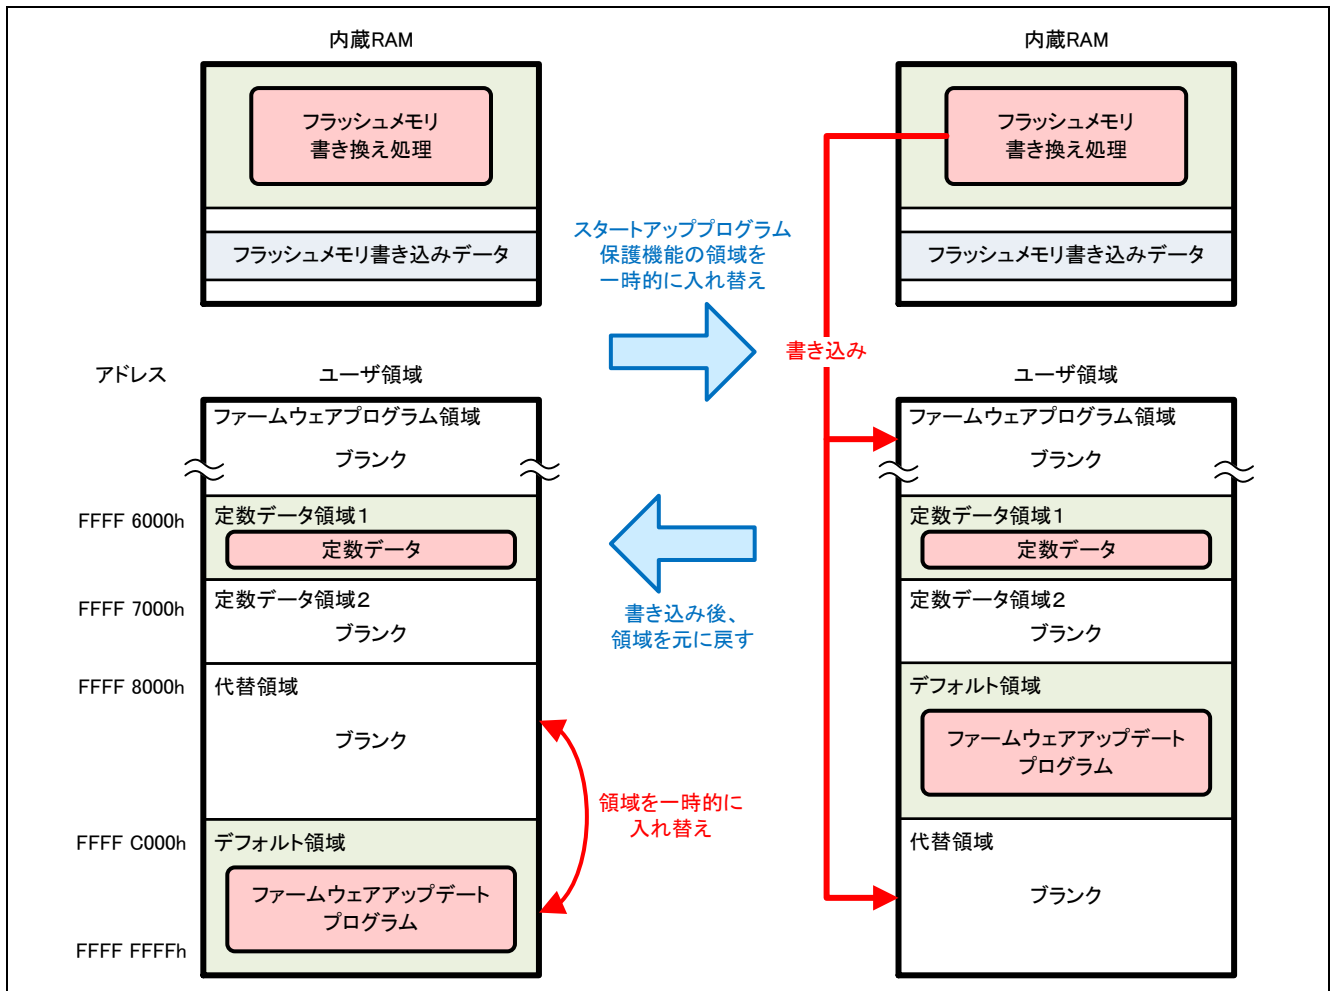 内蔵RAM
フラッシュメモリ
書き換え処理
フラッシュメモリ書き込みデータ
アドレス
ユーザ領域
ファームウェアプログラム領域
ブランク
FFFF 6000h
定数データ領域1
定数データ
FFFF 7000h
定数データ領域2
ブランク
FFFF 8000h
代替領域
ブランク
FFFF C000h
デフォルト領域
ファームウェアアップデート
プログラム
FFFF FFFFh
スタートアッププログラム
保護機能の領域を
一時的に入れ替え
書き込み後、
領域を元に戻す
領域を一時的に
入れ替え
書き込み
内蔵RAM
フラッシュメモリ
書き換え処理
フラッシュメモリ書き込みデータ
ユーザ領域
ファームウェアプログラム領域
ブランク
定数データ領域1
定数データ
定数データ領域2
ブランク
デフォルト領域
ファームウェアアップデート
プログラム
代替領域
ブランク